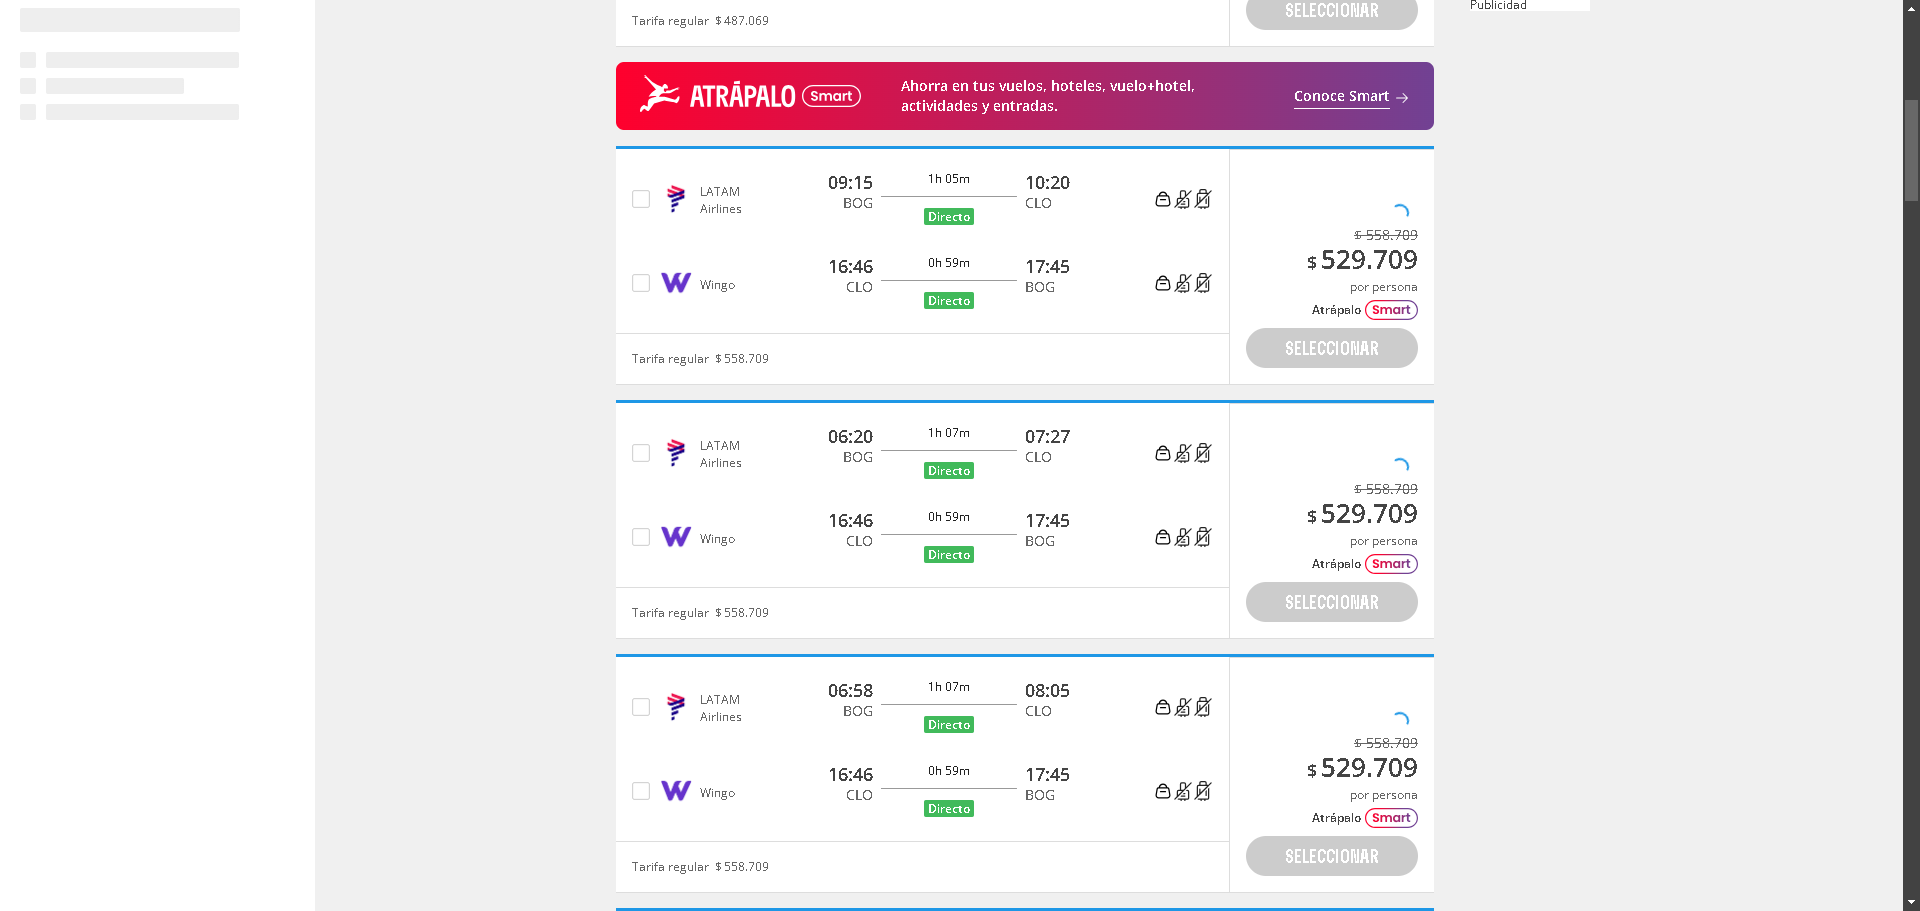 Publicidad
SELECCIONAR
Tarifa regular $ 487.069
ATRÁPALO Smart
Ahorra en tus vuelos, hoteles, vuelo+hotel,
actividades y entradas.
Conoce Smart →
LATAM
Airlines
09:15 1h 05m 10:20
BOG Directo CLO
Wingo
16:46 0h 59m 17:45
CLO Directo BOG
Tarifa regular $ 558.709
$ 558.709
$ 529.709
por persona
Atrápalo Smart
SELECCIONAR
LATAM
Airlines
06:20 1h 07m 07:27
BOG Directo CLO
Wingo
16:46 0h 59m 17:45
CLO Directo BOG
Tarifa regular $ 558.709
$ 558.709
$ 529.709
por persona
Atrápalo Smart
SELECCIONAR
LATAM
Airlines
06:58 1h 07m 08:05
BOG Directo CLO
Wingo
16:46 0h 59m 17:45
CLO Directo BOG
Tarifa regular $ 558.709
$ 558.709
$ 529.709
por persona
Atrápalo Smart
SELECCIONAR